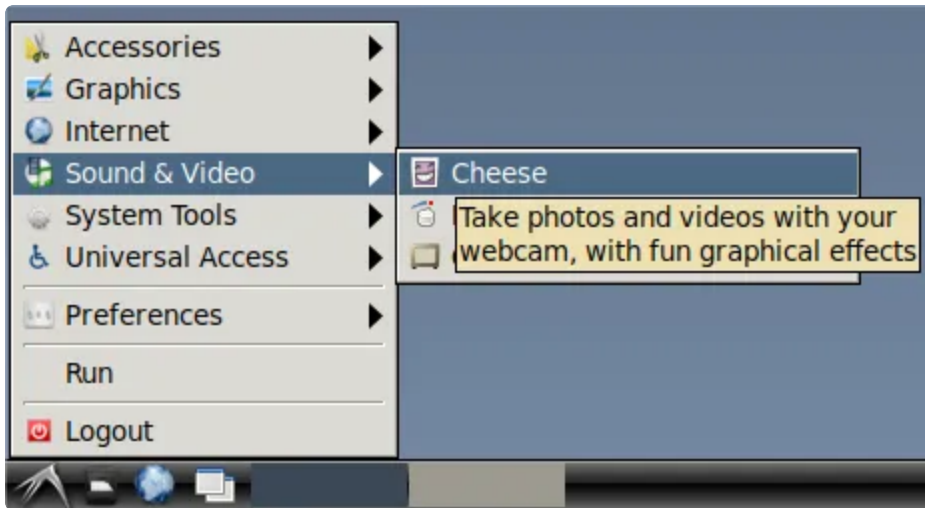 Accessories
Graphics
Internet
Sound & Video
Cheese
System Tools
Take photos and videos with your
webcam, with fun graphical effects
Universal Access
Preferences
Run
Logout